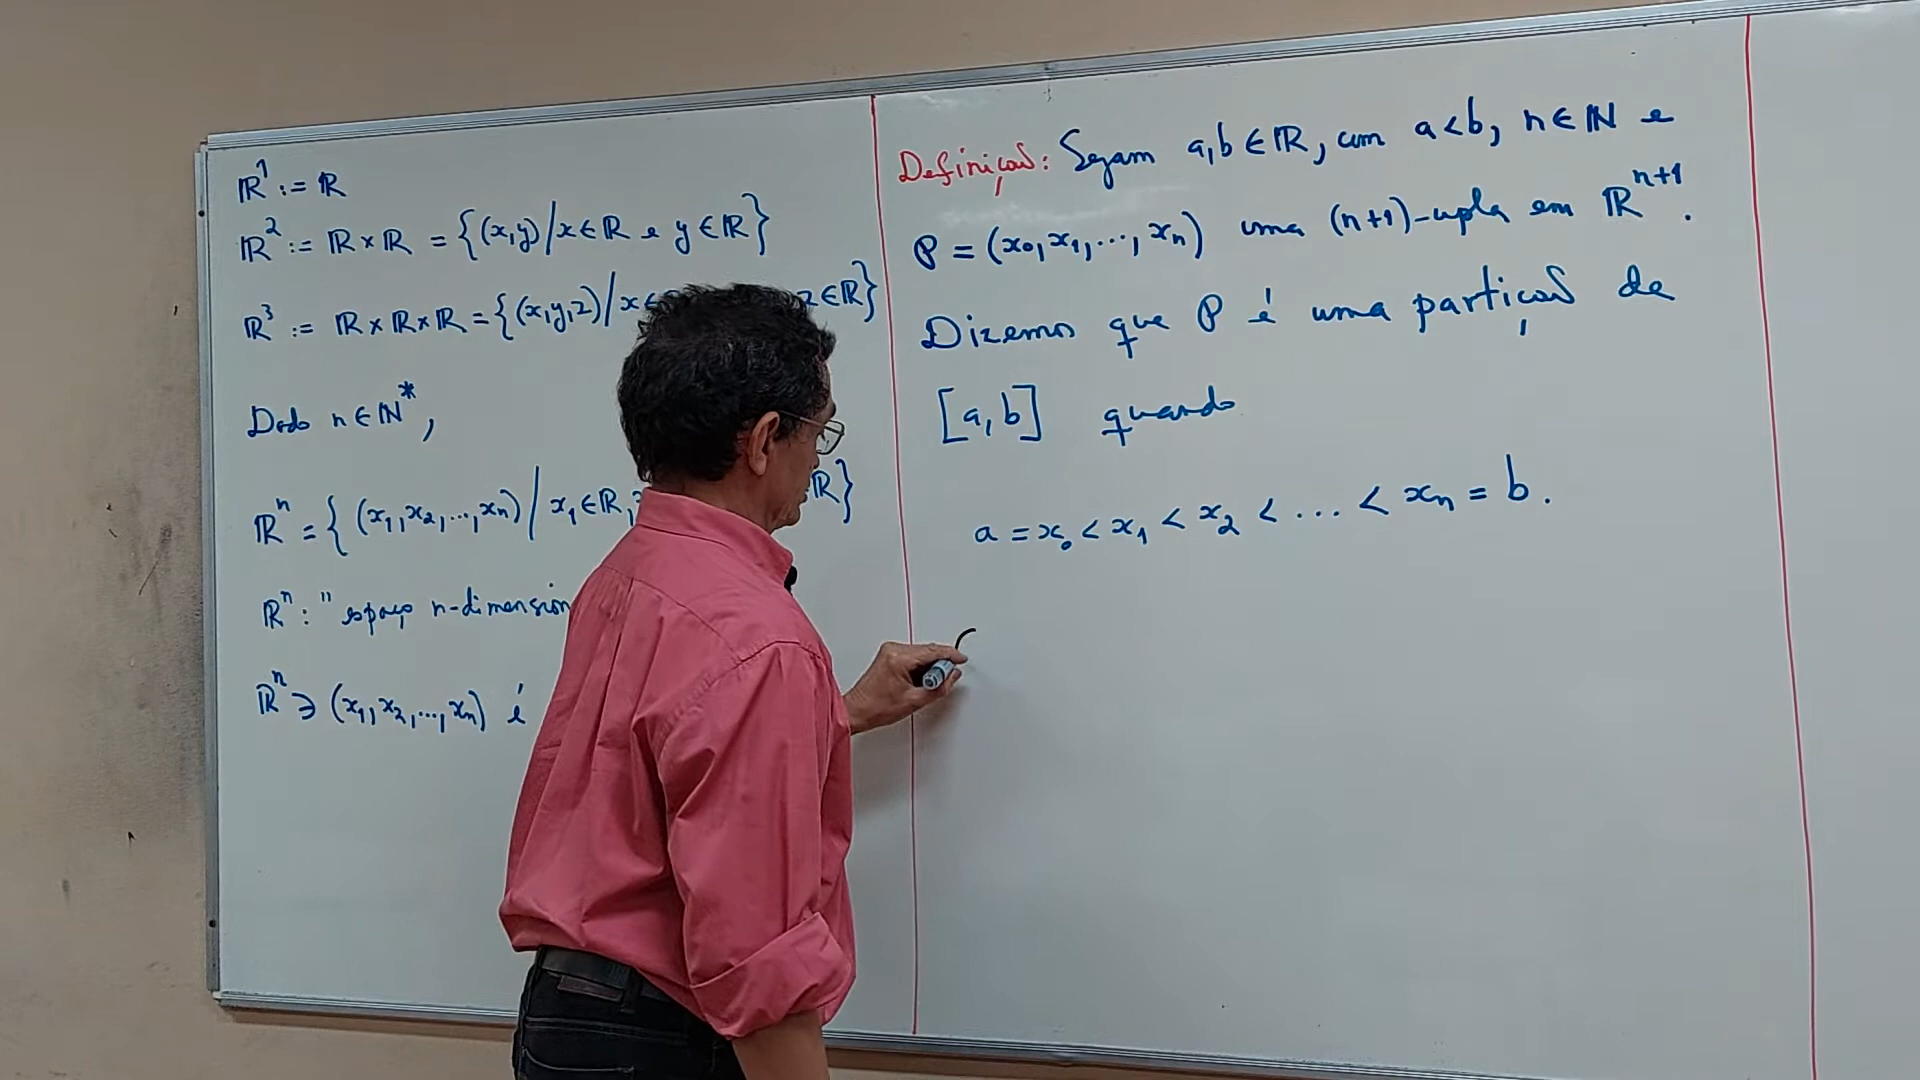 ℝ¹ := ℝ
ℝ² := ℝ × ℝ = {(x,y) / x ∈ ℝ e y ∈ ℝ}
ℝ³ := ℝ × ℝ × ℝ = {(x,y,z) / x ∈ z ∈ ℝ}
Dado n ∈ ℕ*,
ℝⁿ = {(x₁, x₂, ..., xₙ) / x₁ ∈ ℝ, ℝ}
ℝⁿ : " espaço n-dimension
ℝⁿ ∋ (x₁, x₂, ..., xₙ) é
Definição: Sejam a, b ∈ ℝ, com a < b, n ∈ ℕ e
P = (x₀, x₁, ..., xₙ) uma (n+1)-upla em ℝⁿ⁺¹.
Dizemos que P é uma partição de
[a, b] quando
a = x₀ < x₁ < x₂ < ... < xₙ = b.